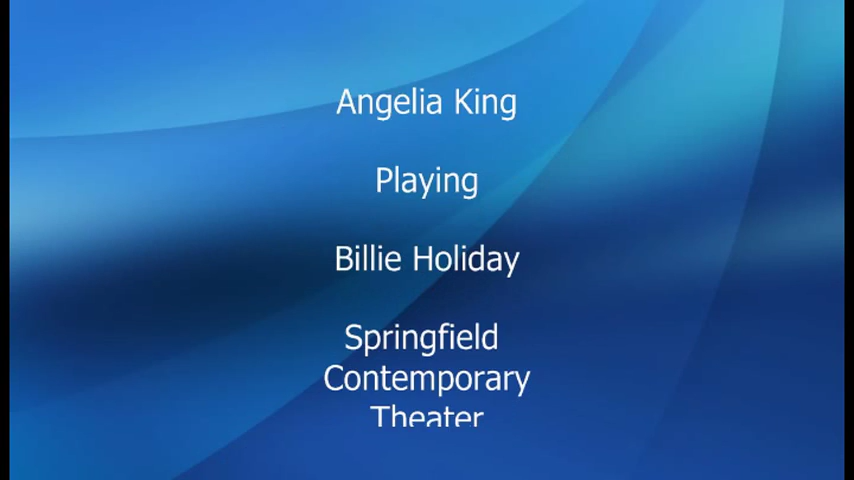 Angelia King
Playing
Billie Holiday
Springfield
Contemporary
Theater